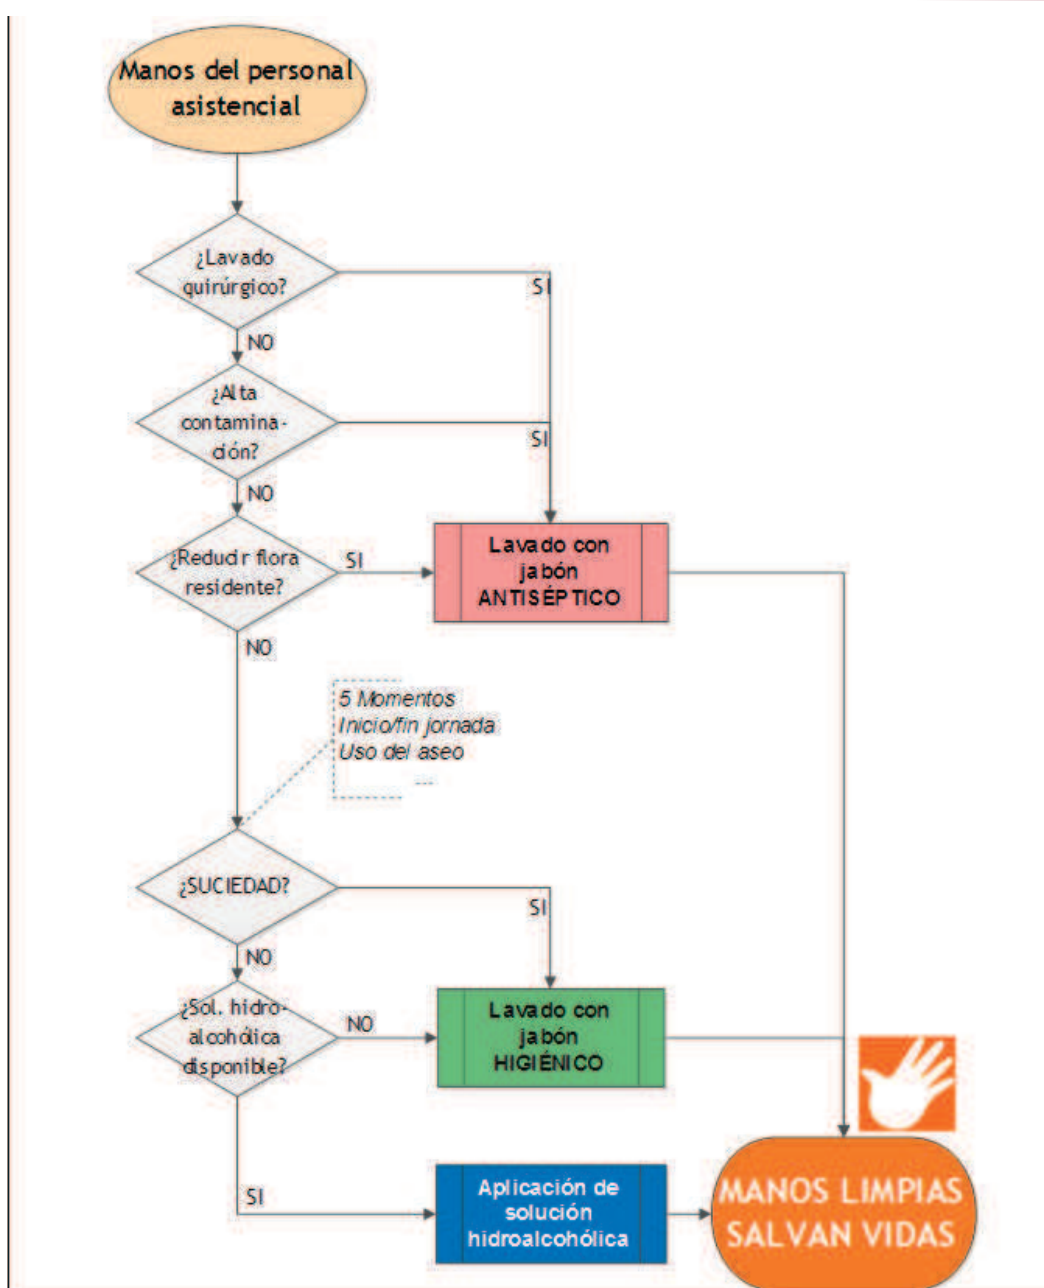 Manos del personal
asistencial
¿Lavado
quirúrgico?
SI
NO
¿Alta
contamina-
ción?
SI
NO
¿Reducir flora
residente?
SI
Lavado con
jabón
ANTISÉPTICO
NO
5 Momentos
Inicio/fin jornada
Uso del aseo
...
¿SUCIEDAD?
SI
NO
¿Sol. hidro-
alcohólica
disponible?
NO
Lavado con
jabón
HIGIÉNICO
SI
Aplicación de
solución
hidroalcohólica
MANOS LIMPIAS
SALVAN VIDAS